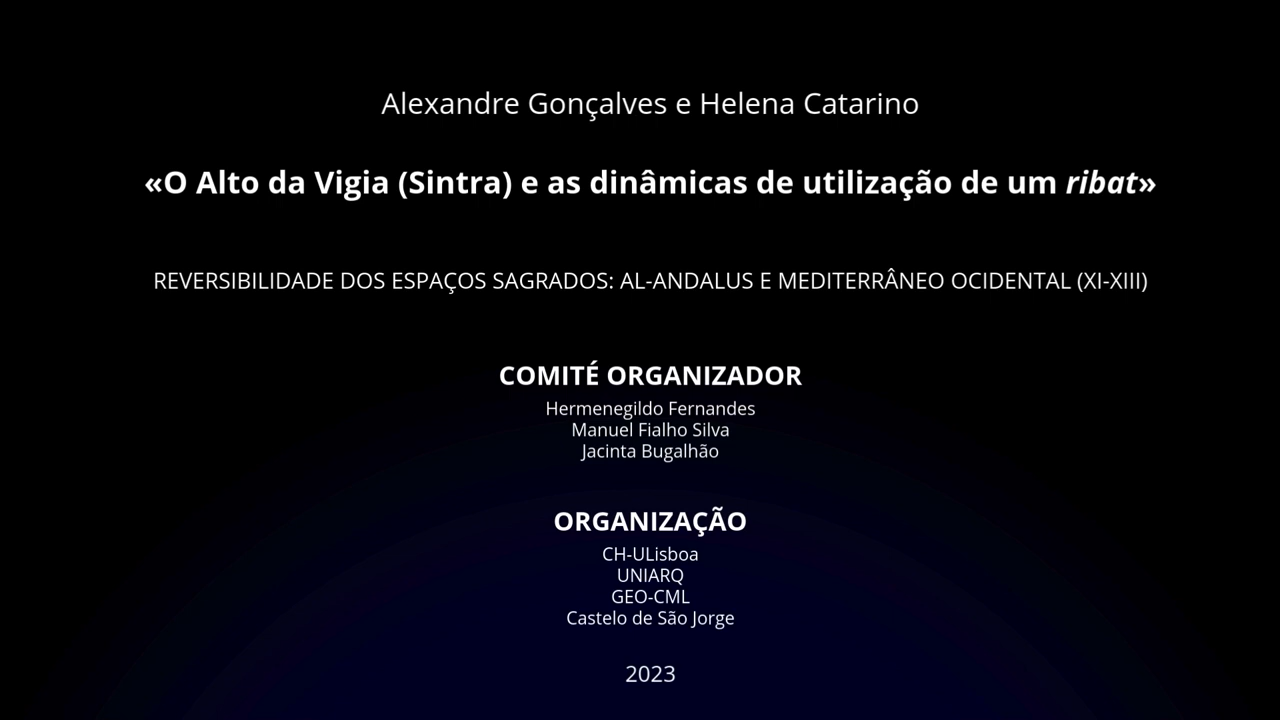 Alexandre Gonçalves e Helena Catarino
«O Alto da Vigia (Sintra) e as dinâmicas de utilização de um ribat»
REVERSIBILIDADE DOS ESPAÇOS SAGRADOS: AL-ANDALUS E MEDITERRÂNEO OCIDENTAL (XI-XIII)
COMITÉ ORGANIZADOR
Hermenegildo Fernandes
Manuel Fialho Silva
Jacinta Bugalhão
ORGANIZAÇÃO
CH-ULisboa
UNIARQ
GEO-CML
Castelo de São Jorge
2023